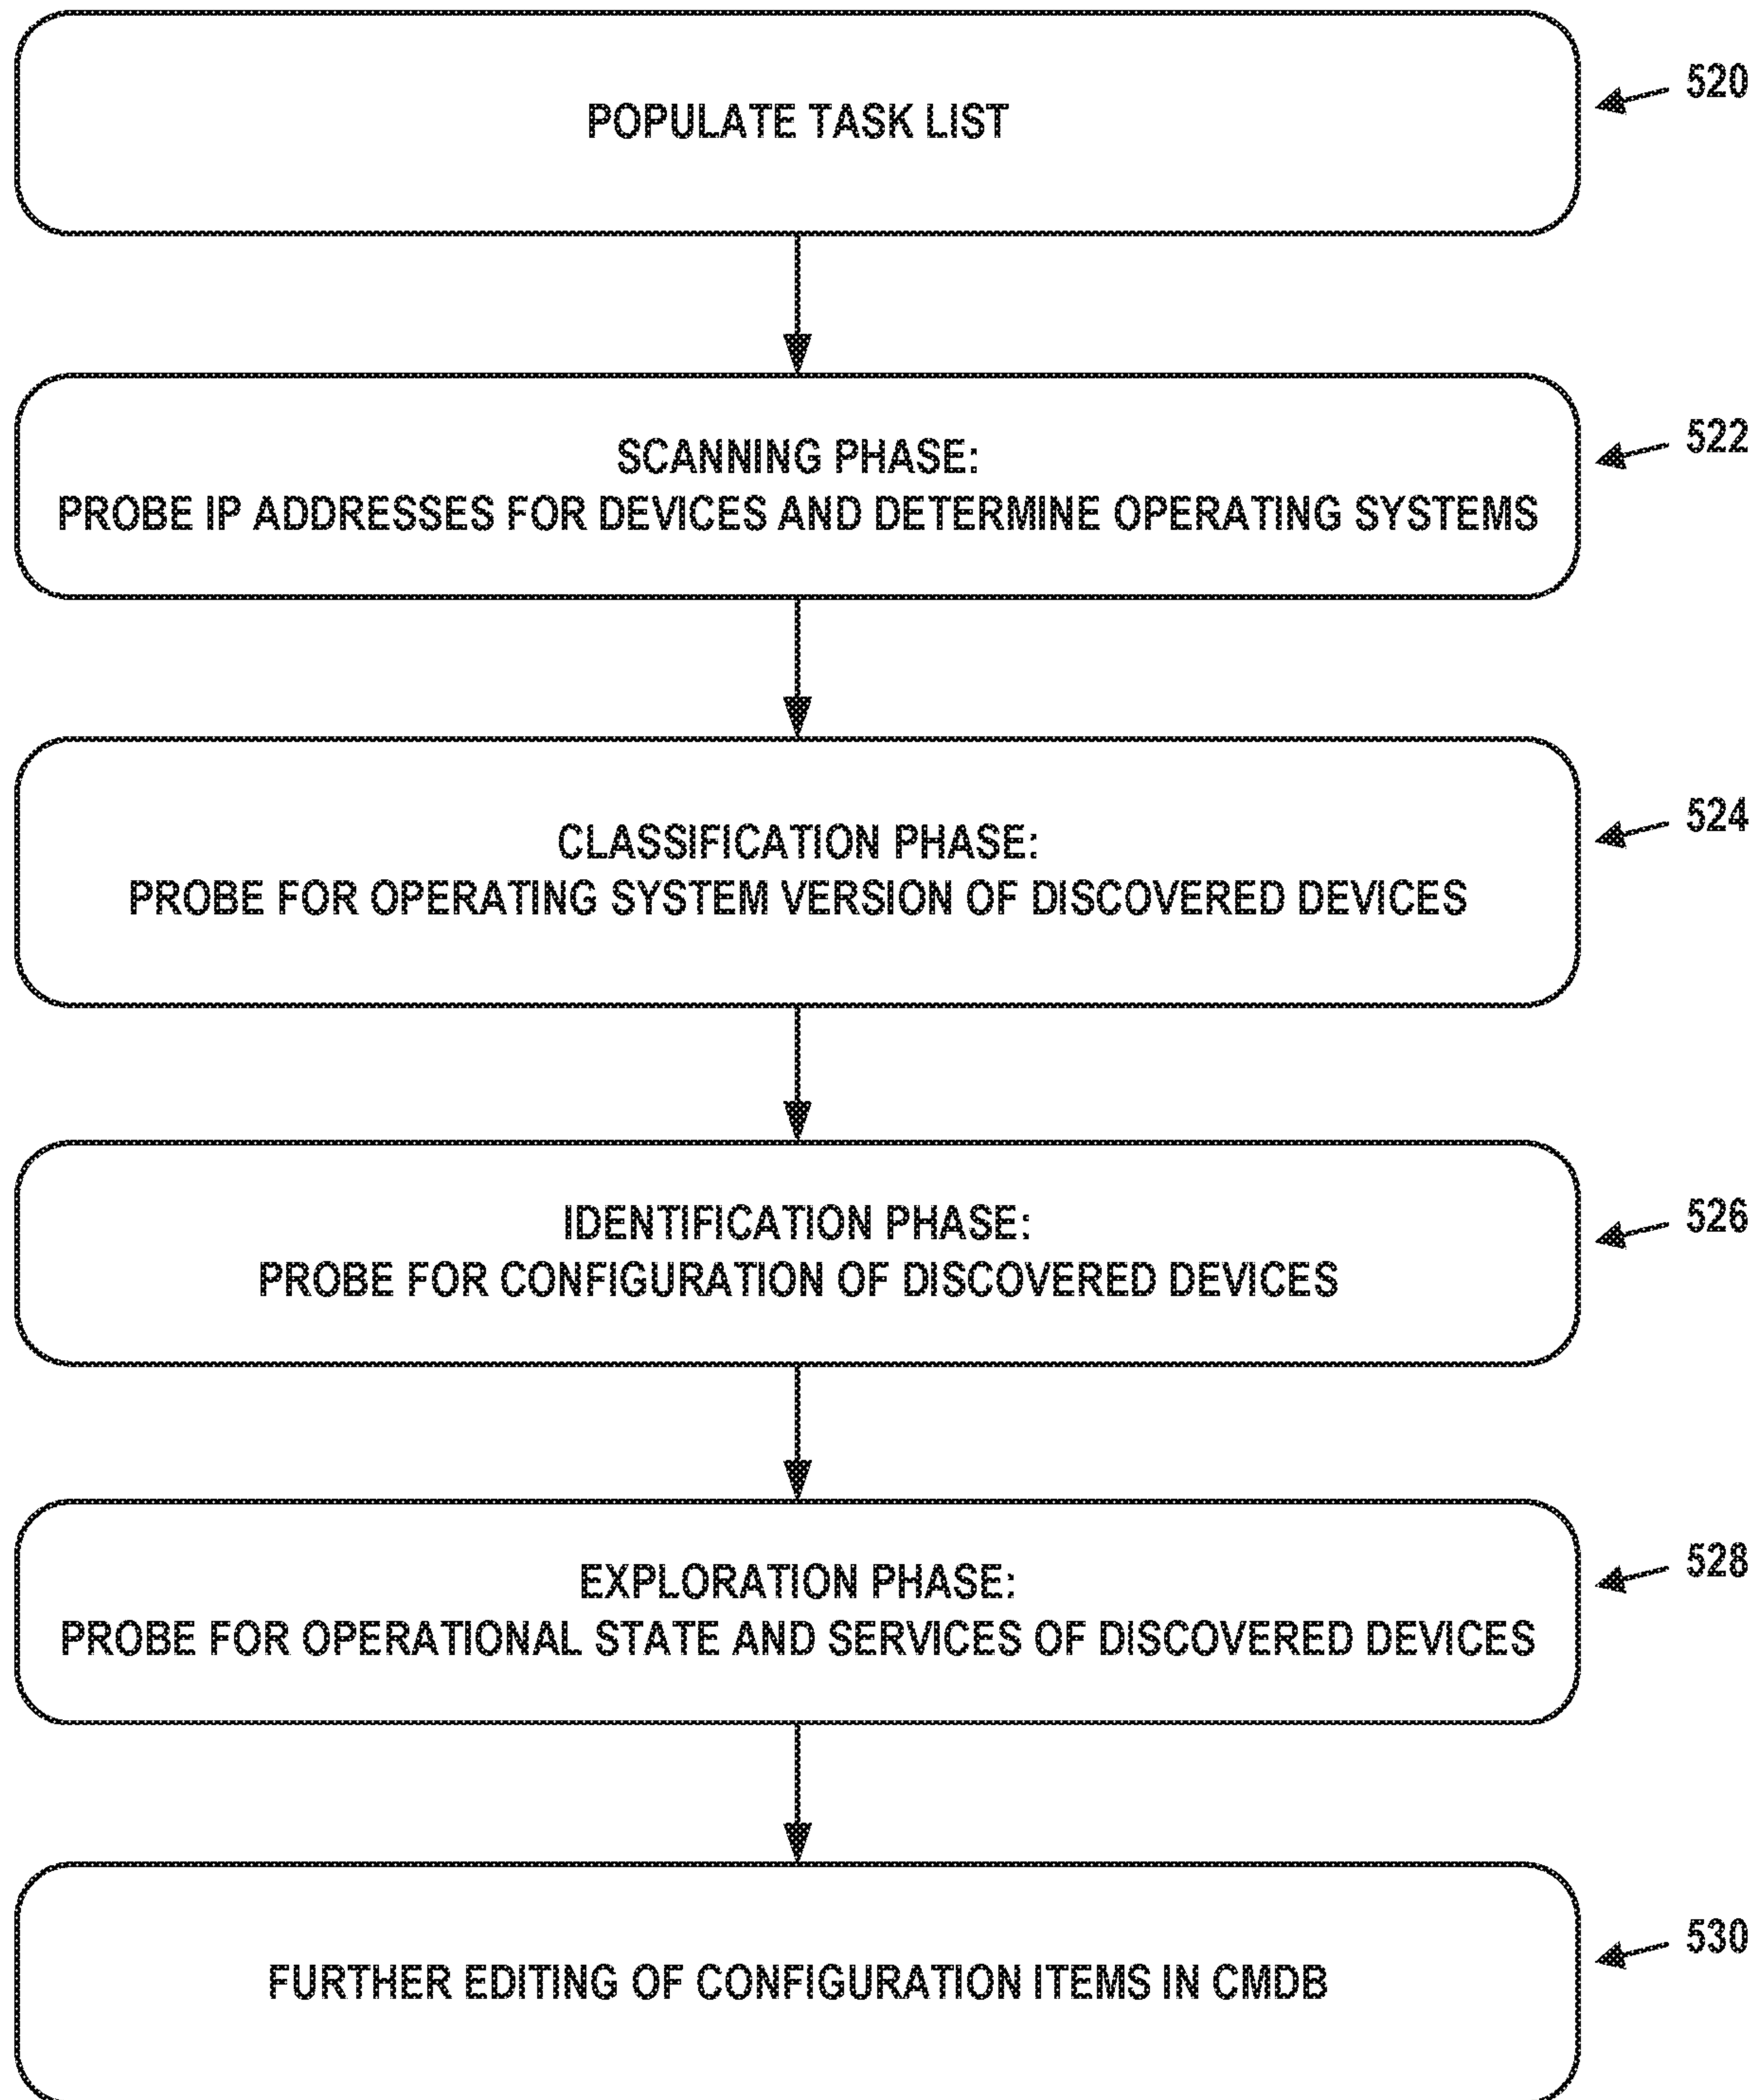 POPULATE TASK LIST
520
SCANNING PHASE:
PROBE IP ADDRESSES FOR DEVICES AND DETERMINE OPERATING SYSTEMS
522
CLASSIFICATION PHASE:
PROBE FOR OPERATING SYSTEM VERSION OF DISCOVERED DEVICES
524
IDENTIFICATION PHASE:
PROBE FOR CONFIGURATION OF DISCOVERED DEVICES
526
EXPLORATION PHASE:
PROBE FOR OPERATIONAL STATE AND SERVICES OF DISCOVERED DEVICES
528
FURTHER EDITING OF CONFIGURATION ITEMS IN CMDB
530